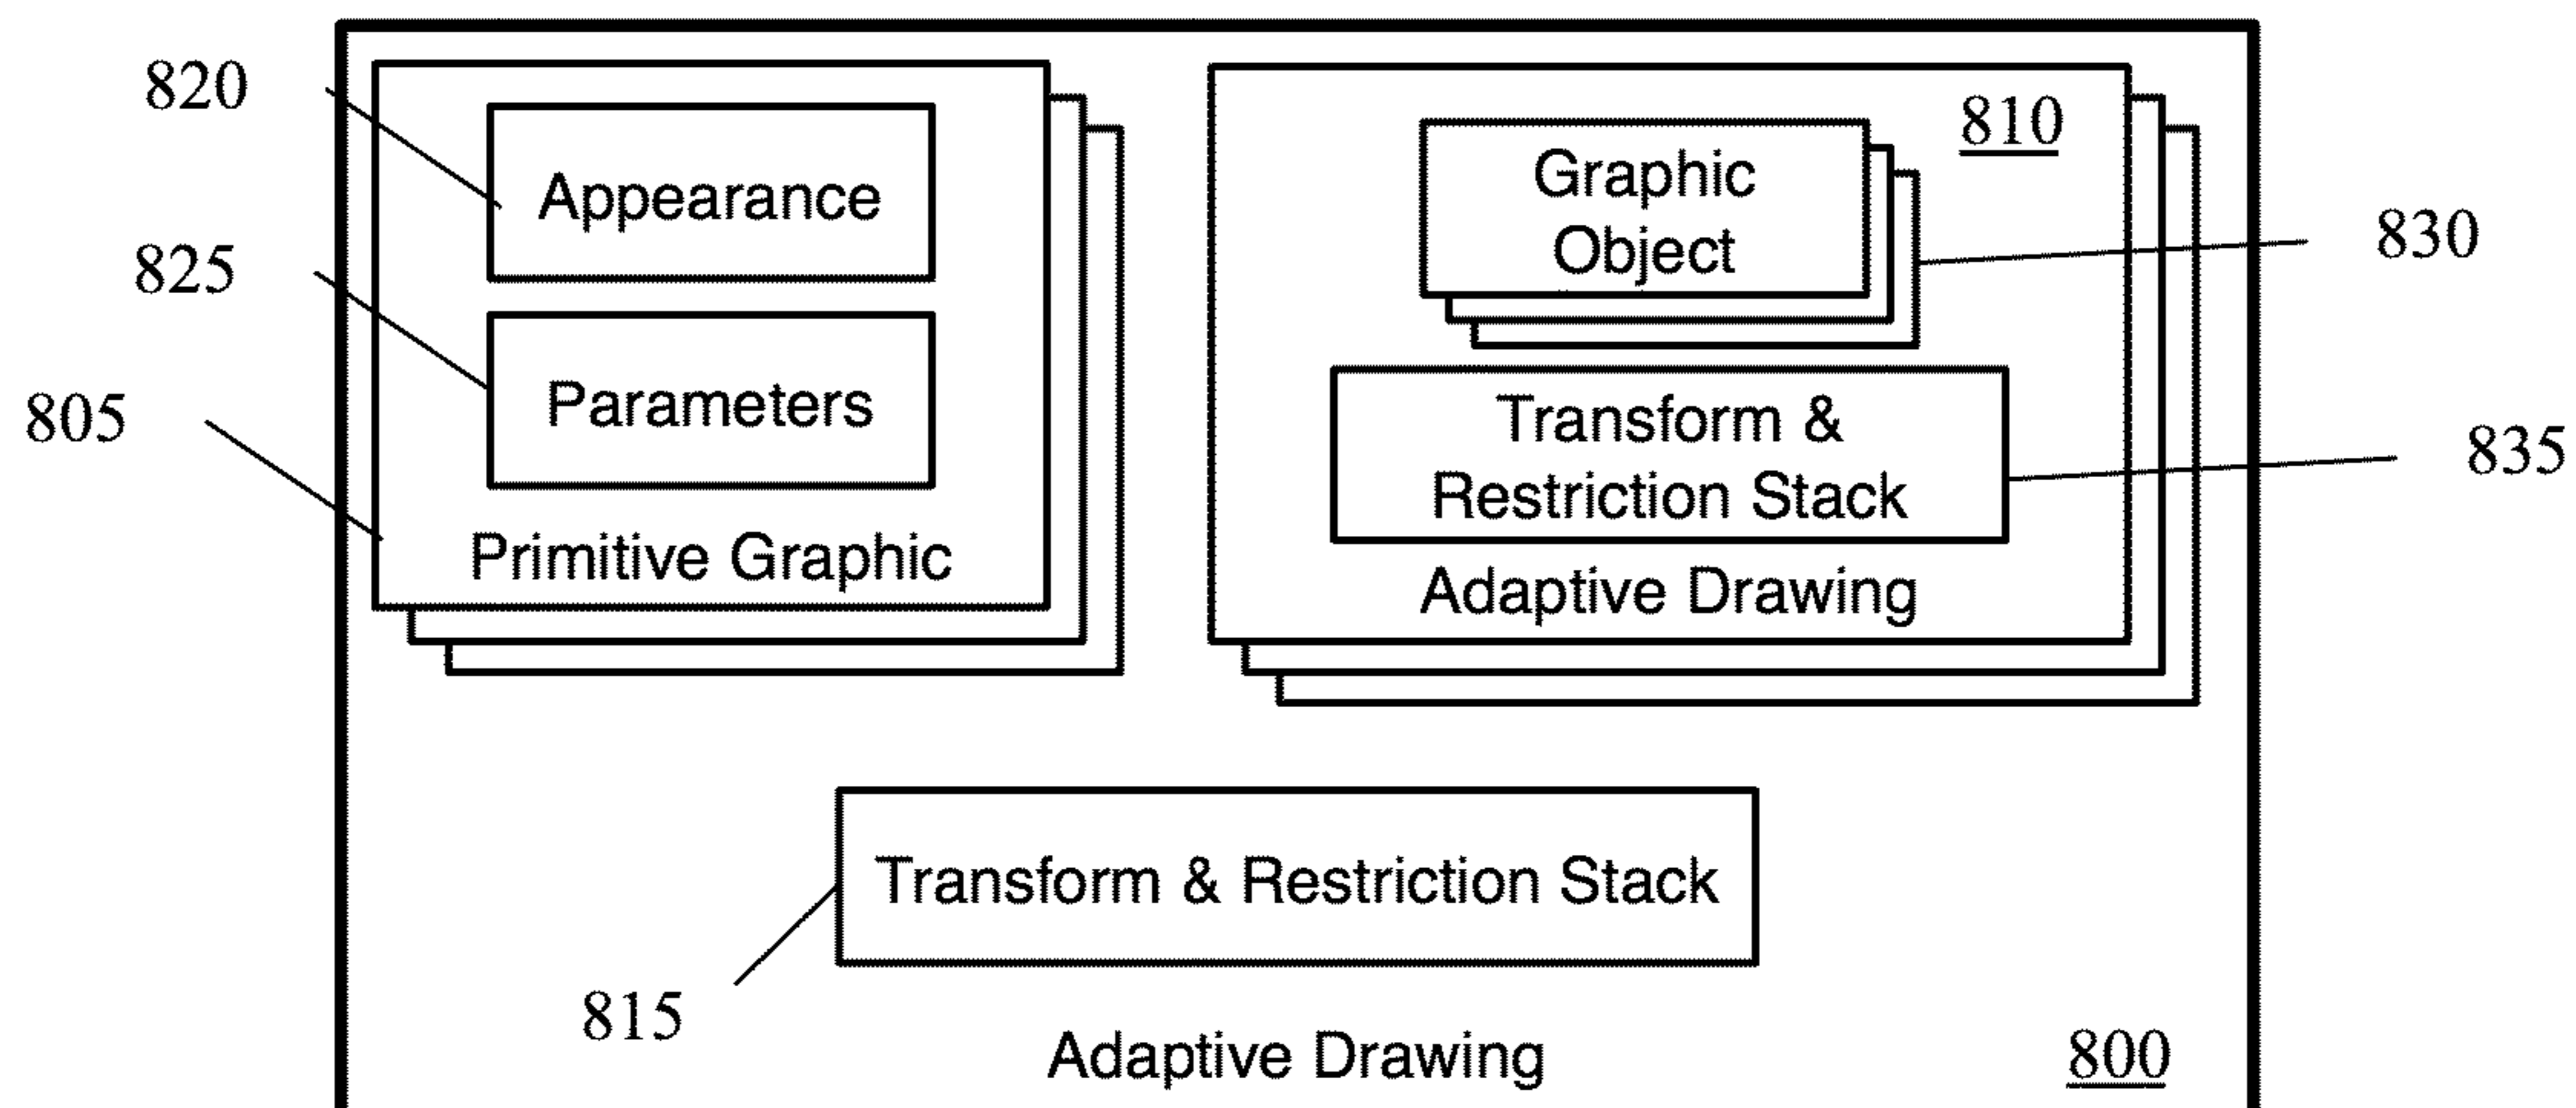 820
Appearance
825
Parameters
805
Primitive Graphic
810
Graphic
Object
830
Transform &
Restriction Stack
835
Adaptive Drawing
Transform & Restriction Stack
815
Adaptive Drawing
800